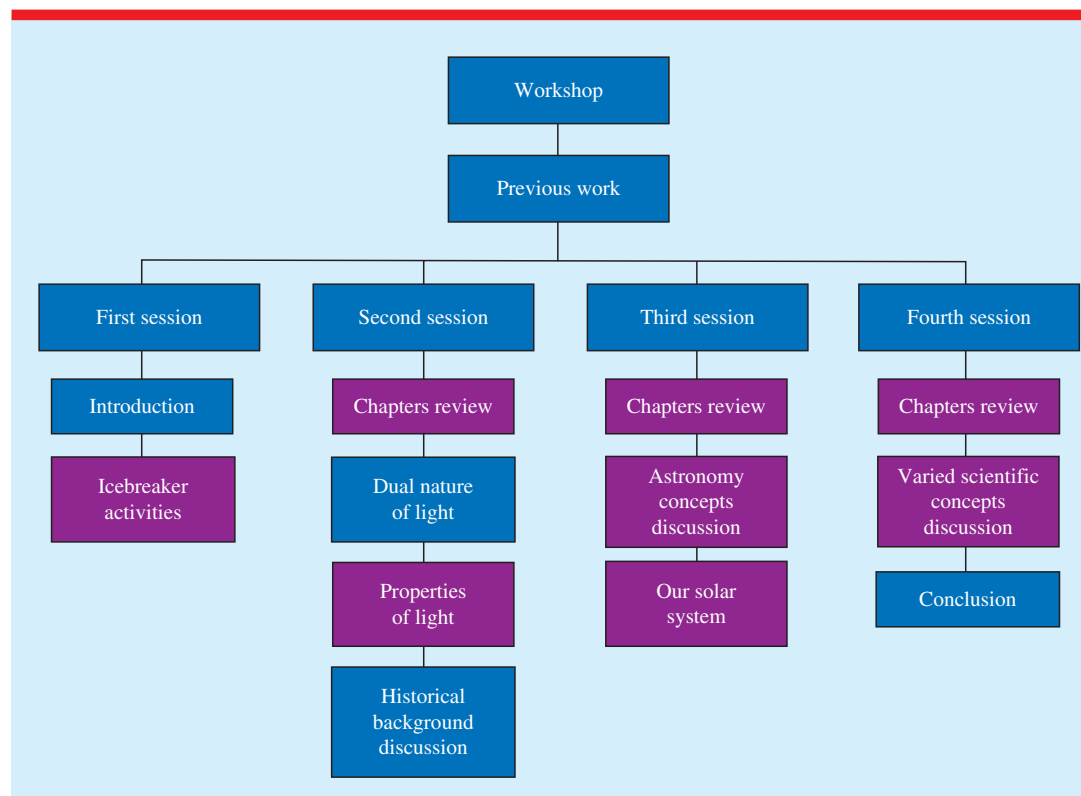 Workshop
Previous work
First session
Introduction
Icebreaker
activities
Second session
Chapters review
Dual nature
of light
Properties
of light
Historical
background
discussion
Third session
Chapters review
Astronomy
concepts
discussion
Our solar
system
Fourth session
Chapters review
Varied scientific
concepts
discussion
Conclusion